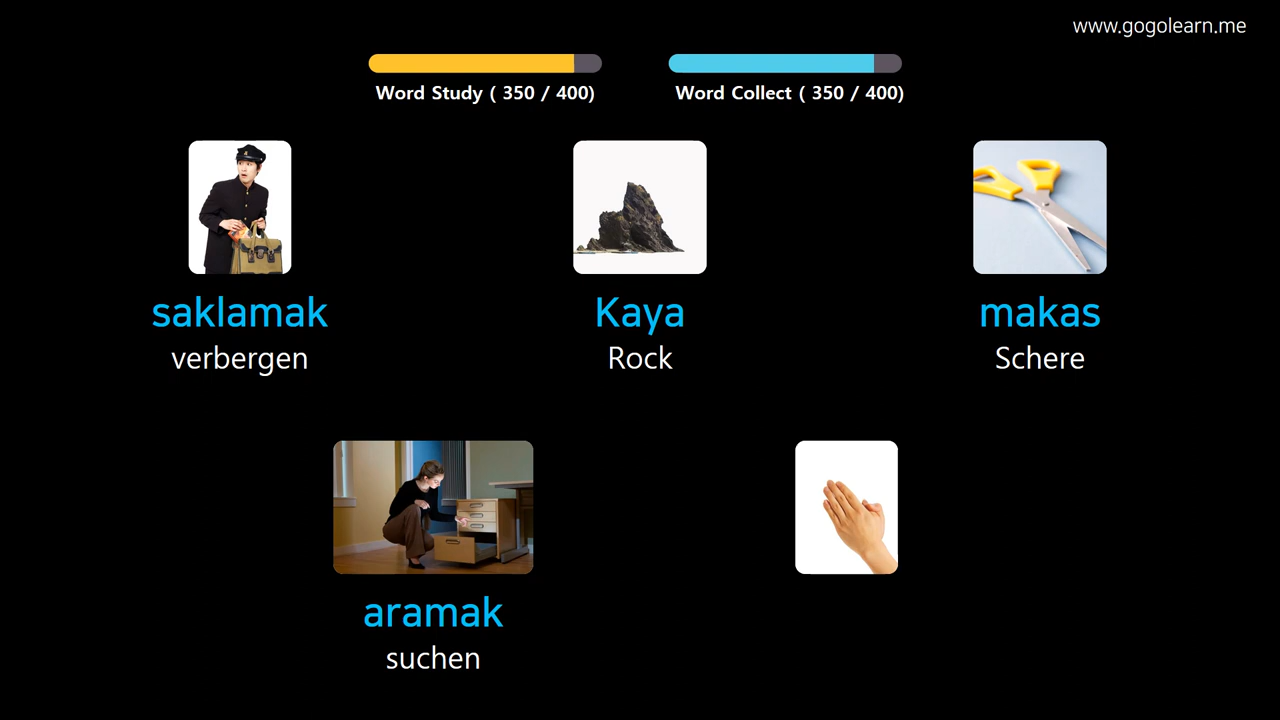 www.gogolearn.me
Word Study ( 350 / 400)
Word Collect ( 350 / 400)
saklamak
verbergen
Kaya
Rock
makas
Schere
aramak
suchen